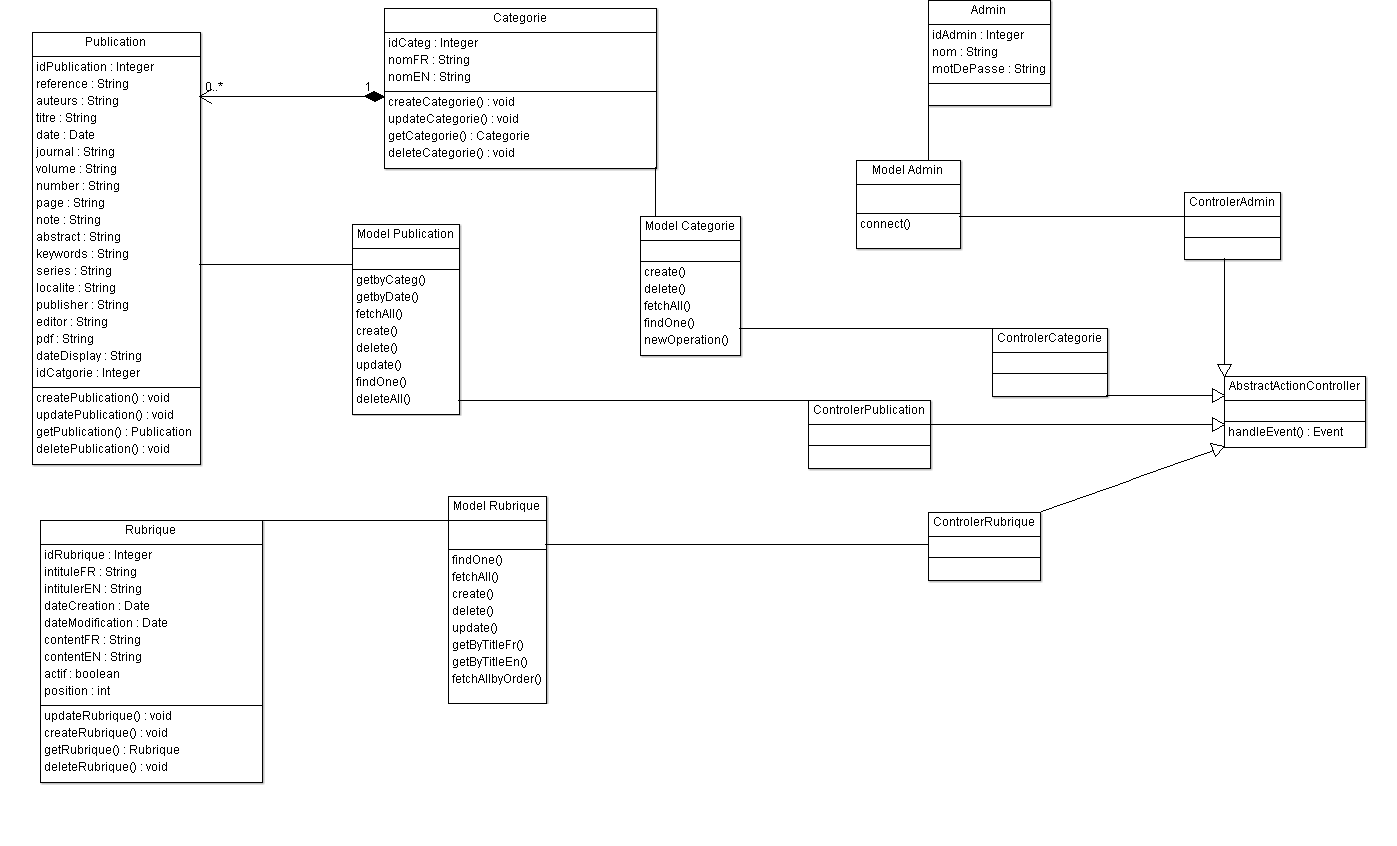 Publication
idPublication : Integer
reference : String
auteurs : String
titre : String
date : Date
journal : String
volume : String
number : String
page : String
note : String
abstract : String
keywords : String
series : String
localite : String
publisher : String
editor : String
pdf : String
dateDisplay : String
idCatgorie : Integer
createPublication() : void
updatePublication() : void
getPublication() : Publication
deletePublication() : void
0..*
1
Categorie
idCateg : Integer
nomFR : String
nomEN : String
createCategorie() : void
updateCategorie() : void
getCategorie() : Categorie
deleteCategorie() : void
Admin
idAdmin : Integer
nom : String
motDePasse : String
Model Admin
connect()
ControlerAdmin
Model Publication
getbyCateg()
getbyDate()
fetchAll()
create()
delete()
update()
findOne()
deleteAll()
Model Categorie
create()
delete()
fetchAll()
findOne()
newOperation()
ControlerCategorie
ControlerPublication
AbstractActionController
handleEvent() : Event
Rubrique
idRubrique : Integer
intituleFR : String
intitulerEN : String
dateCreation : Date
dateModification : Date
contentFR : String
contentEN : String
actif : boolean
position : int
updateRubrique() : void
createRubrique() : void
getRubrique() : Rubrique
deleteRubrique() : void
Model Rubrique
findOne()
fetchAll()
create()
delete()
update()
getByTitleFr()
getByTitleEn()
fetchAllbyOrder()
ControlerRubrique